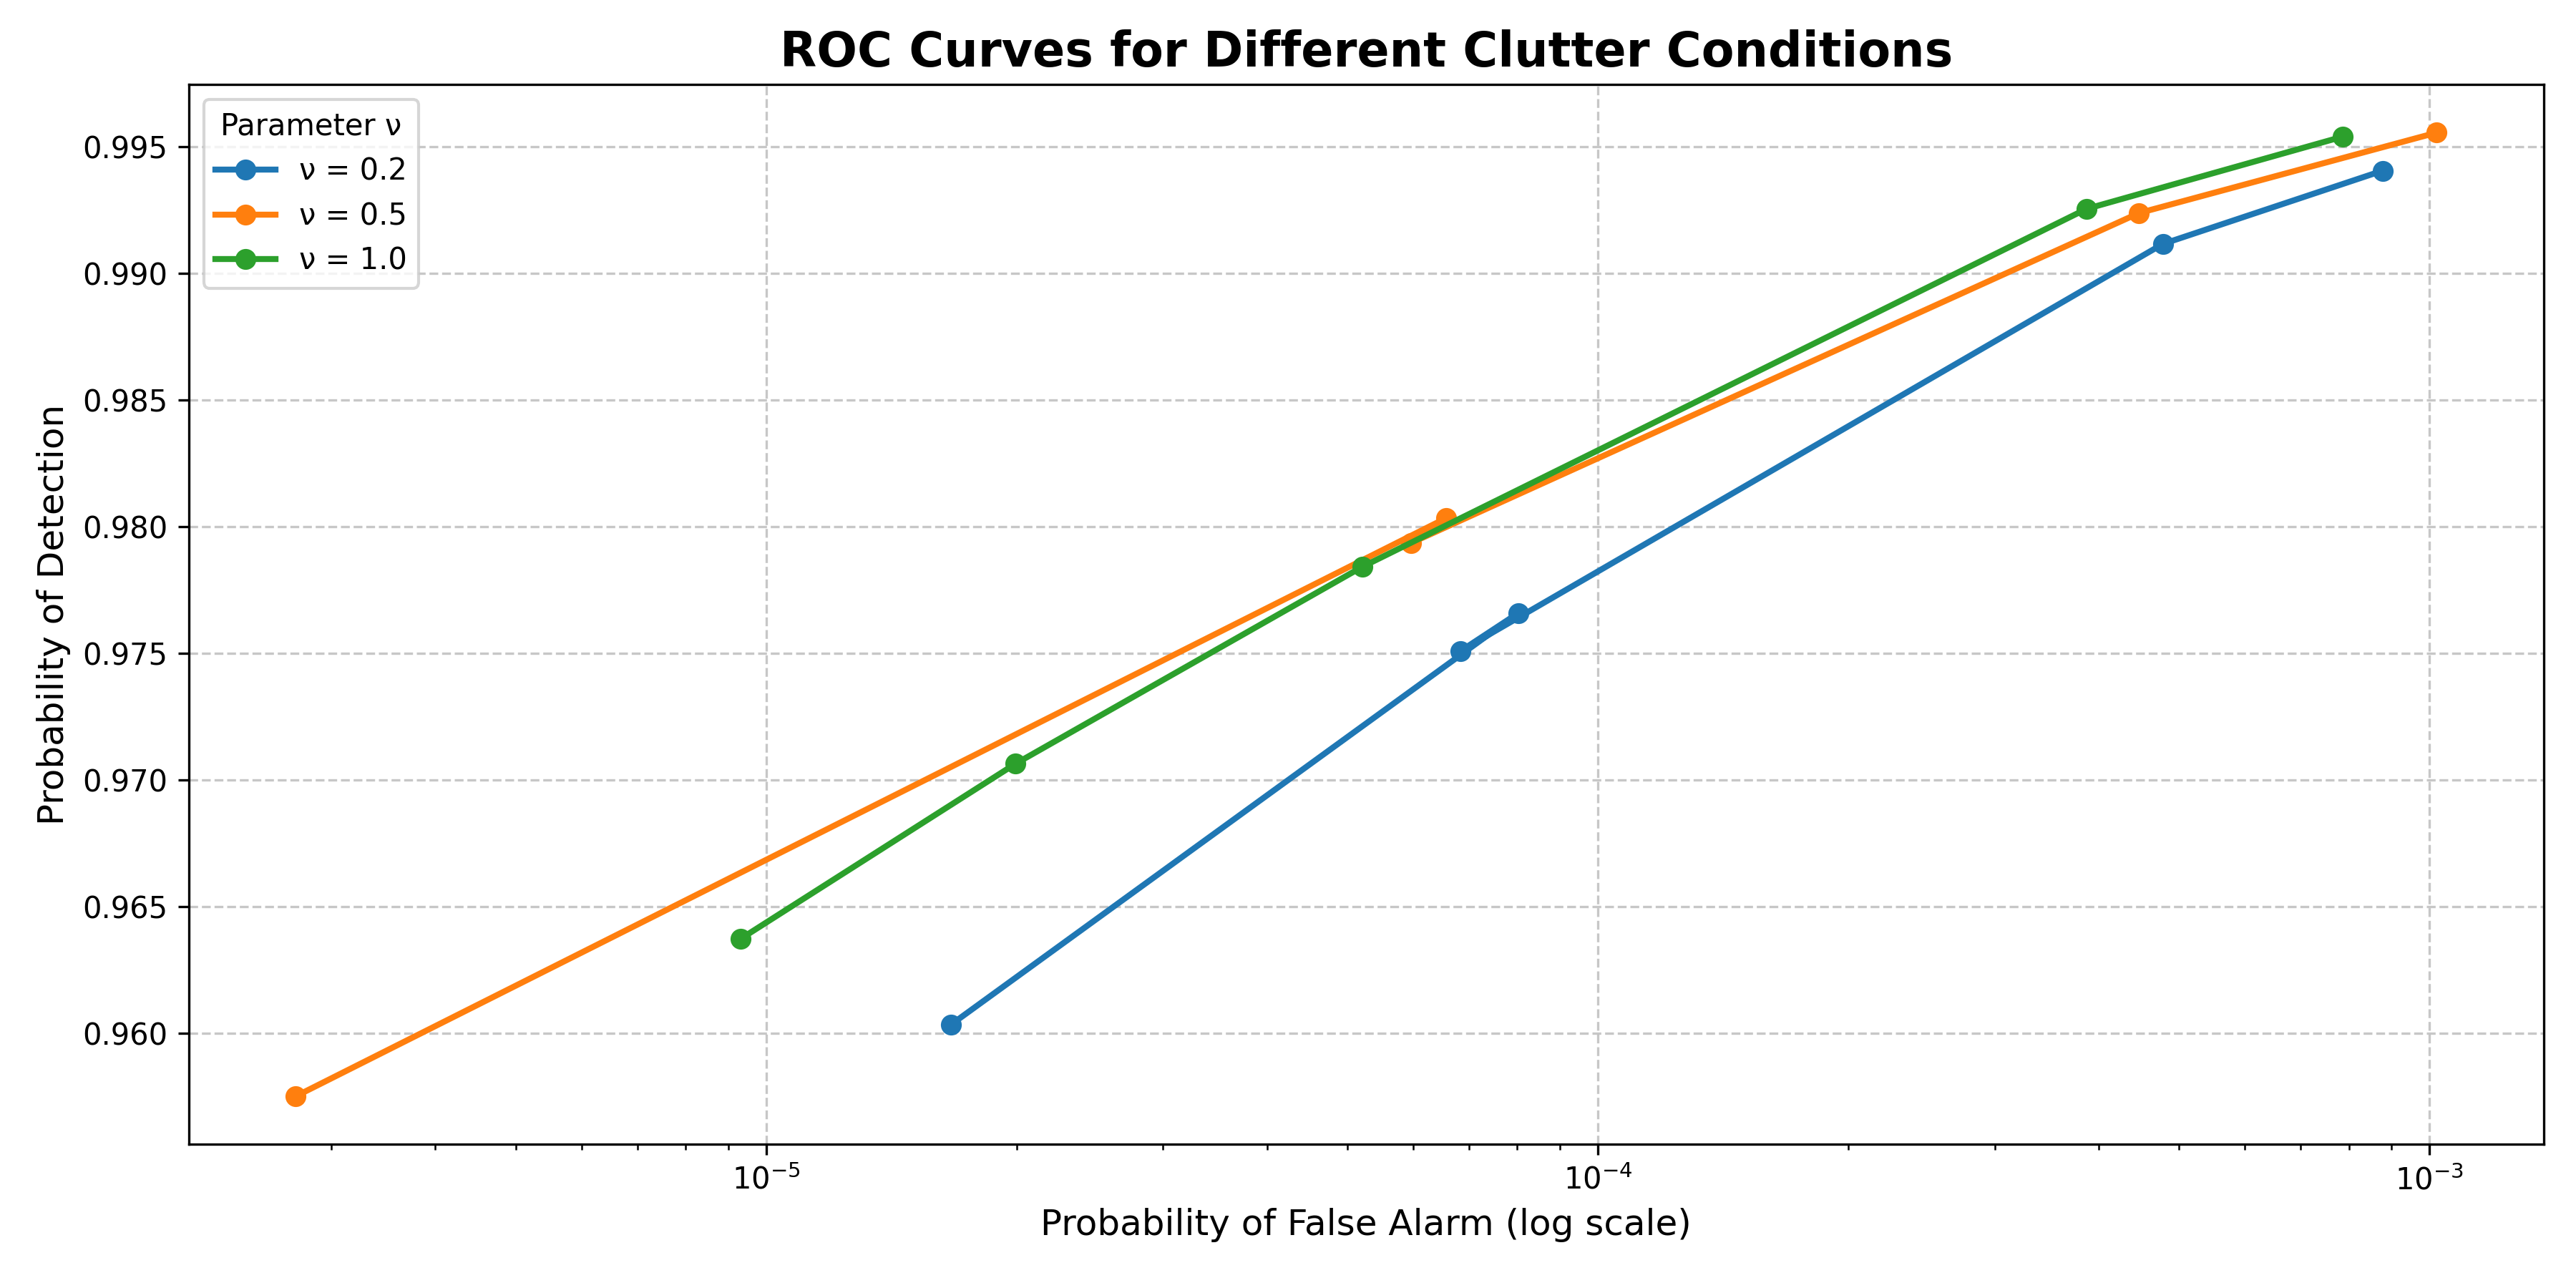 ROC Curves for Different Clutter Conditions
Parameter ν
ν = 0.2
ν = 0.5
ν = 1.0
Probability of Detection
0.995
0.990
0.985
0.980
0.975
0.970
0.965
0.960
10⁻⁵ 10⁻⁴ 10⁻³
Probability of False Alarm (log scale)